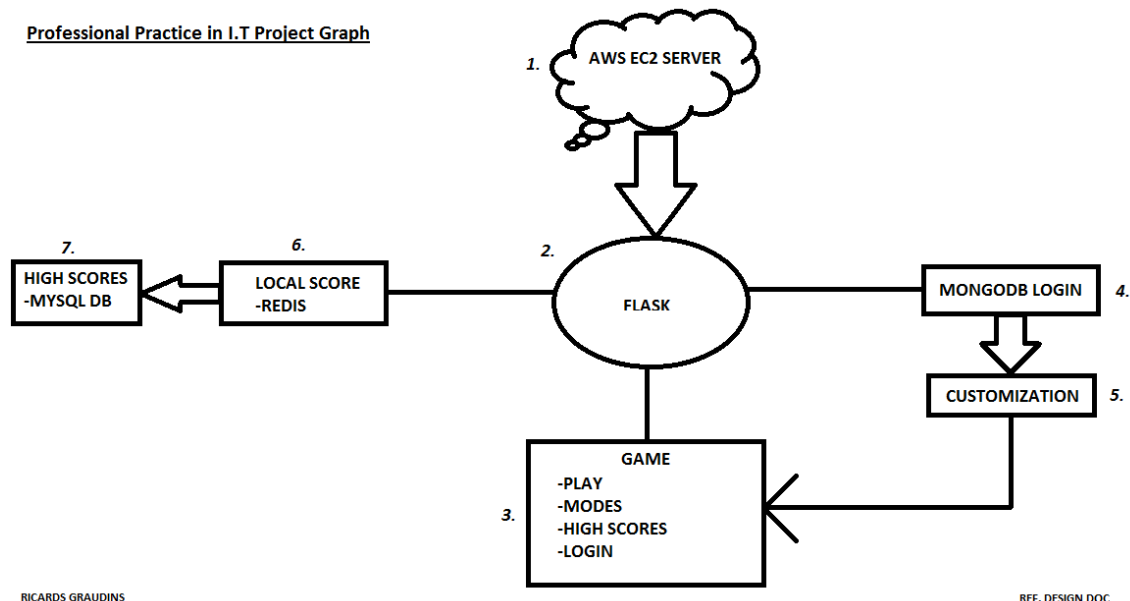 Professional Practice in I.T Project Graph
1.
AWS EC2 SERVER
2.
FLASK
7.
HIGH SCORES
-MYSQL DB
6.
LOCAL SCORE
-REDIS
MONGODB LOGIN
4.
CUSTOMIZATION
5.
3.
GAME
-PLAY
-MODES
-HIGH SCORES
-LOGIN
RICARDS GRAUDINS
REF. DESIGN DOC